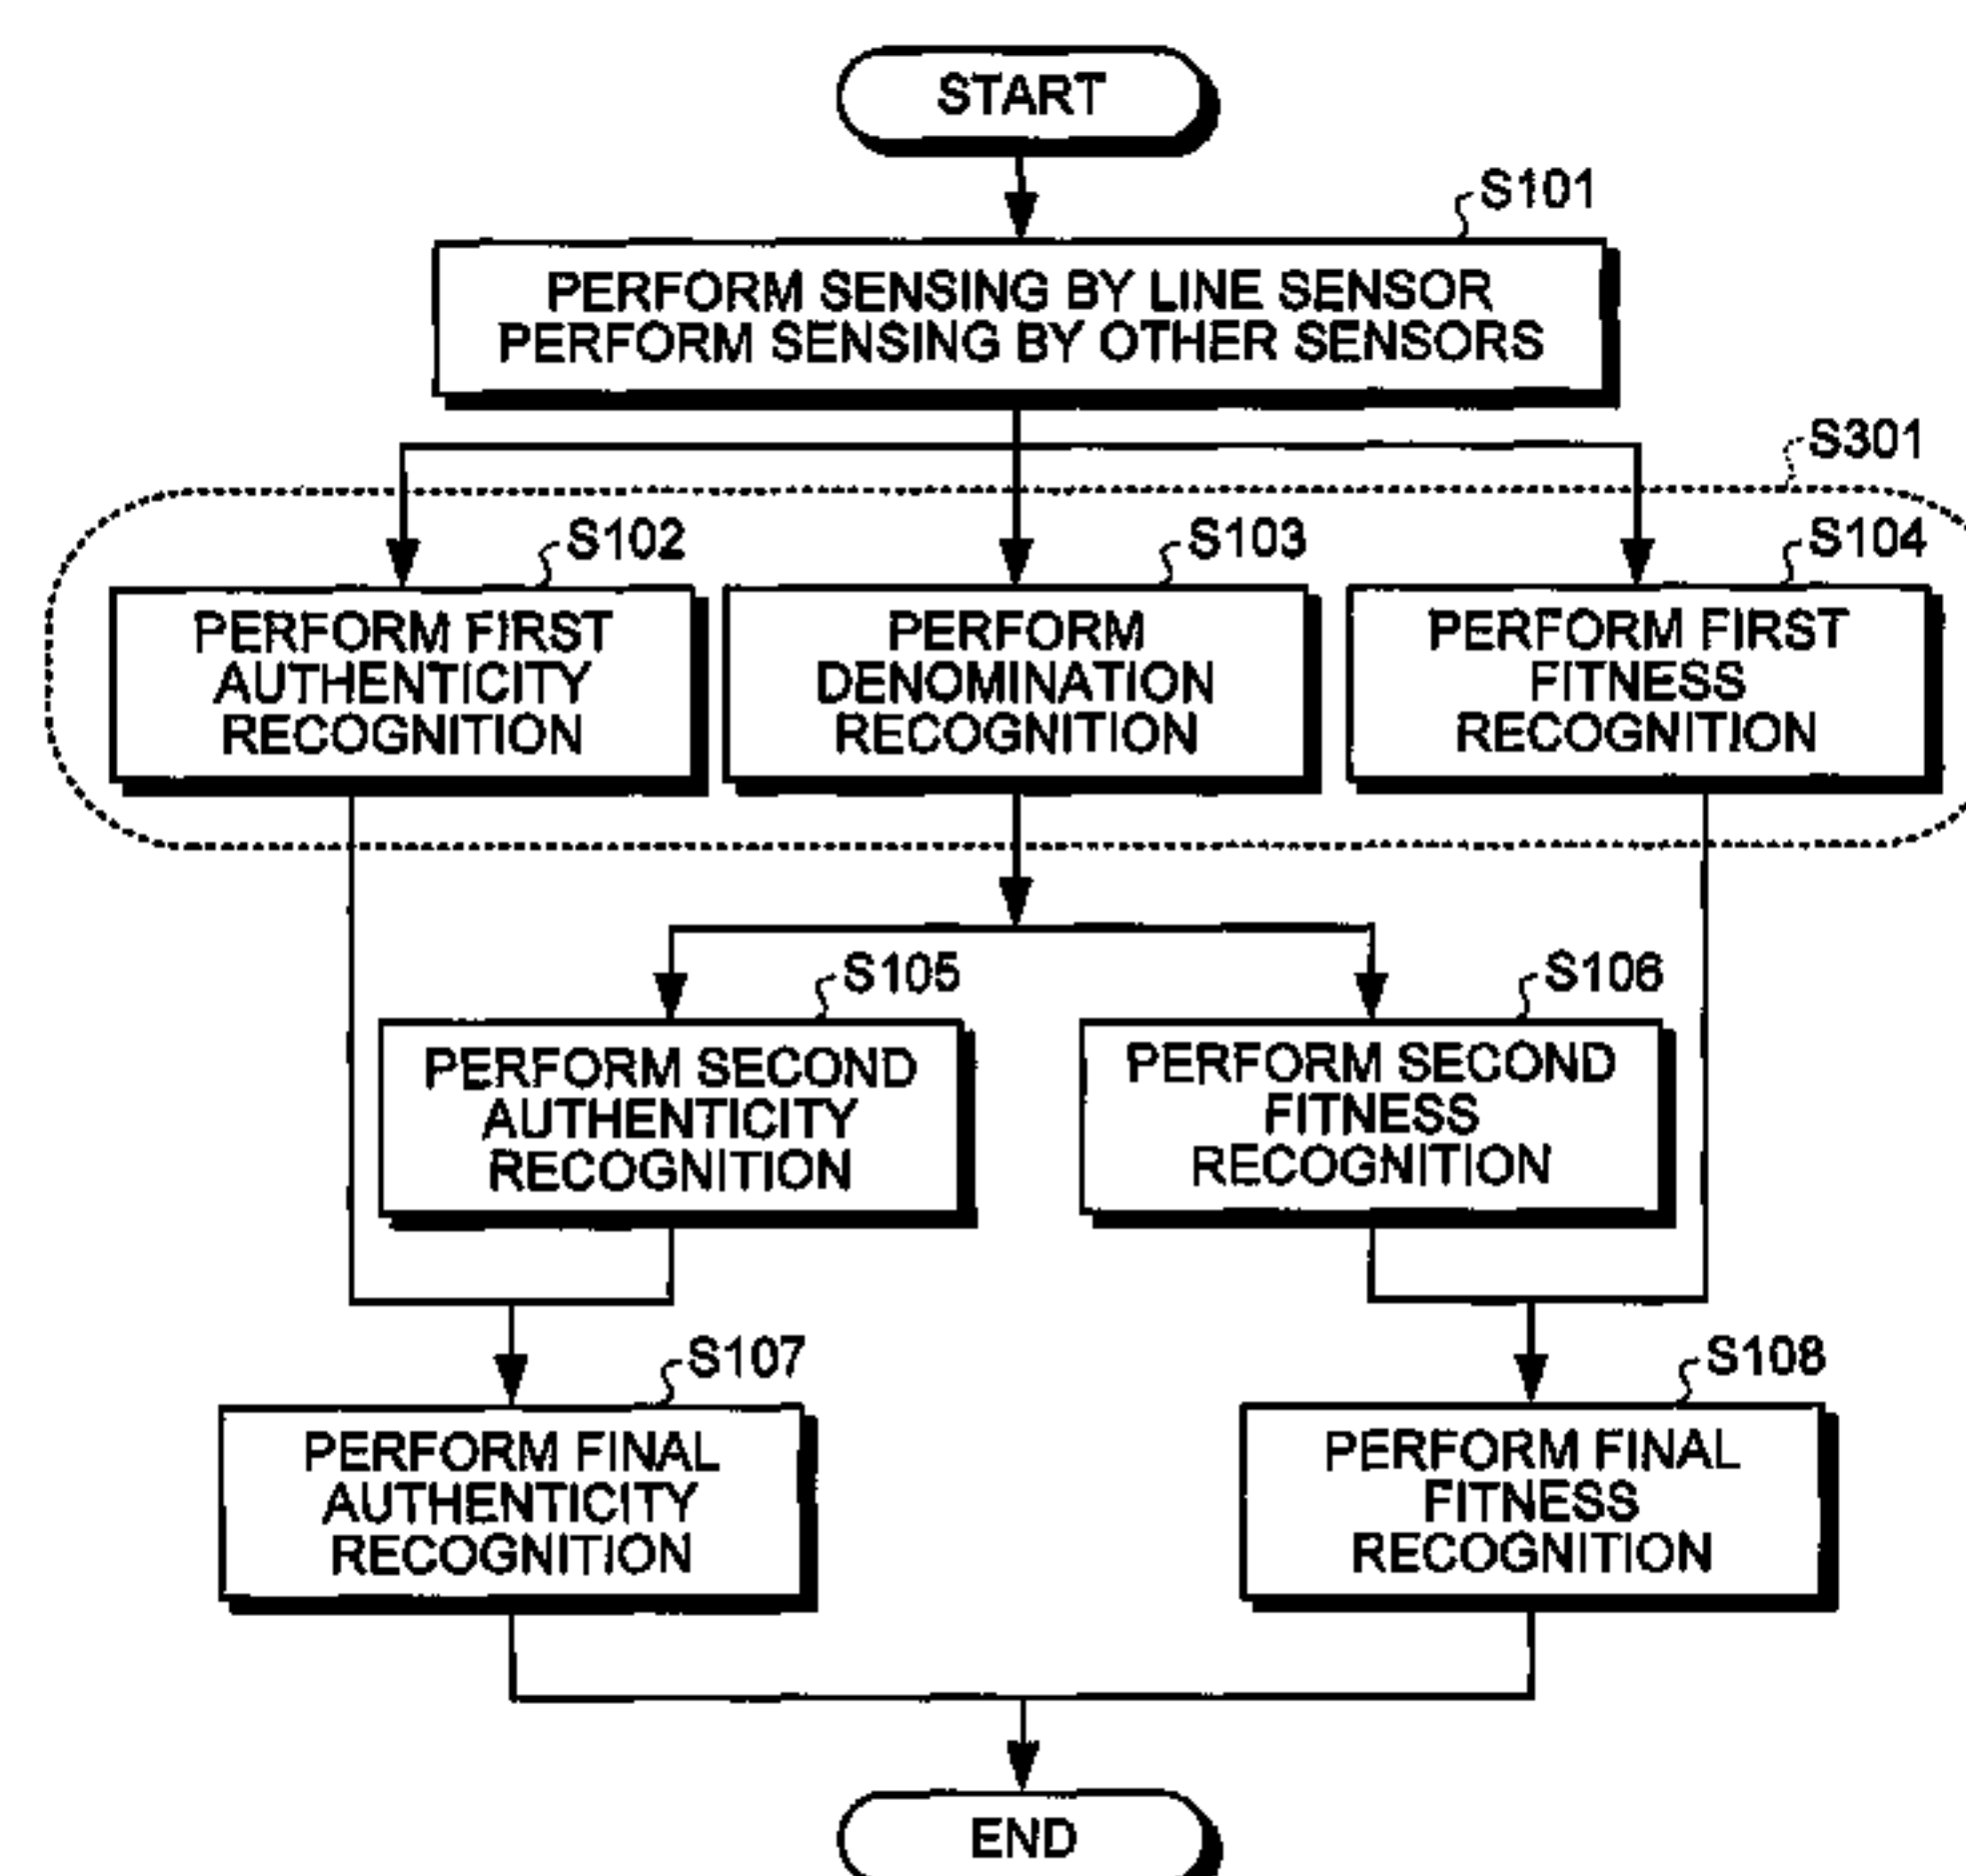 START
S101
PERFORM SENSING BY LINE SENSOR
PERFORM SENSING BY OTHER SENSORS
S301
S102
PERFORM FIRST
AUTHENTICITY
RECOGNITION
S103
PERFORM
DENOMINATION
RECOGNITION
S104
PERFORM FIRST
FITNESS
RECOGNITION
S105
PERFORM SECOND
AUTHENTICITY
RECOGNITION
S106
PERFORM SECOND
FITNESS
RECOGNITION
S107
PERFORM FINAL
AUTHENTICITY
RECOGNITION
S108
PERFORM FINAL
FITNESS
RECOGNITION
END